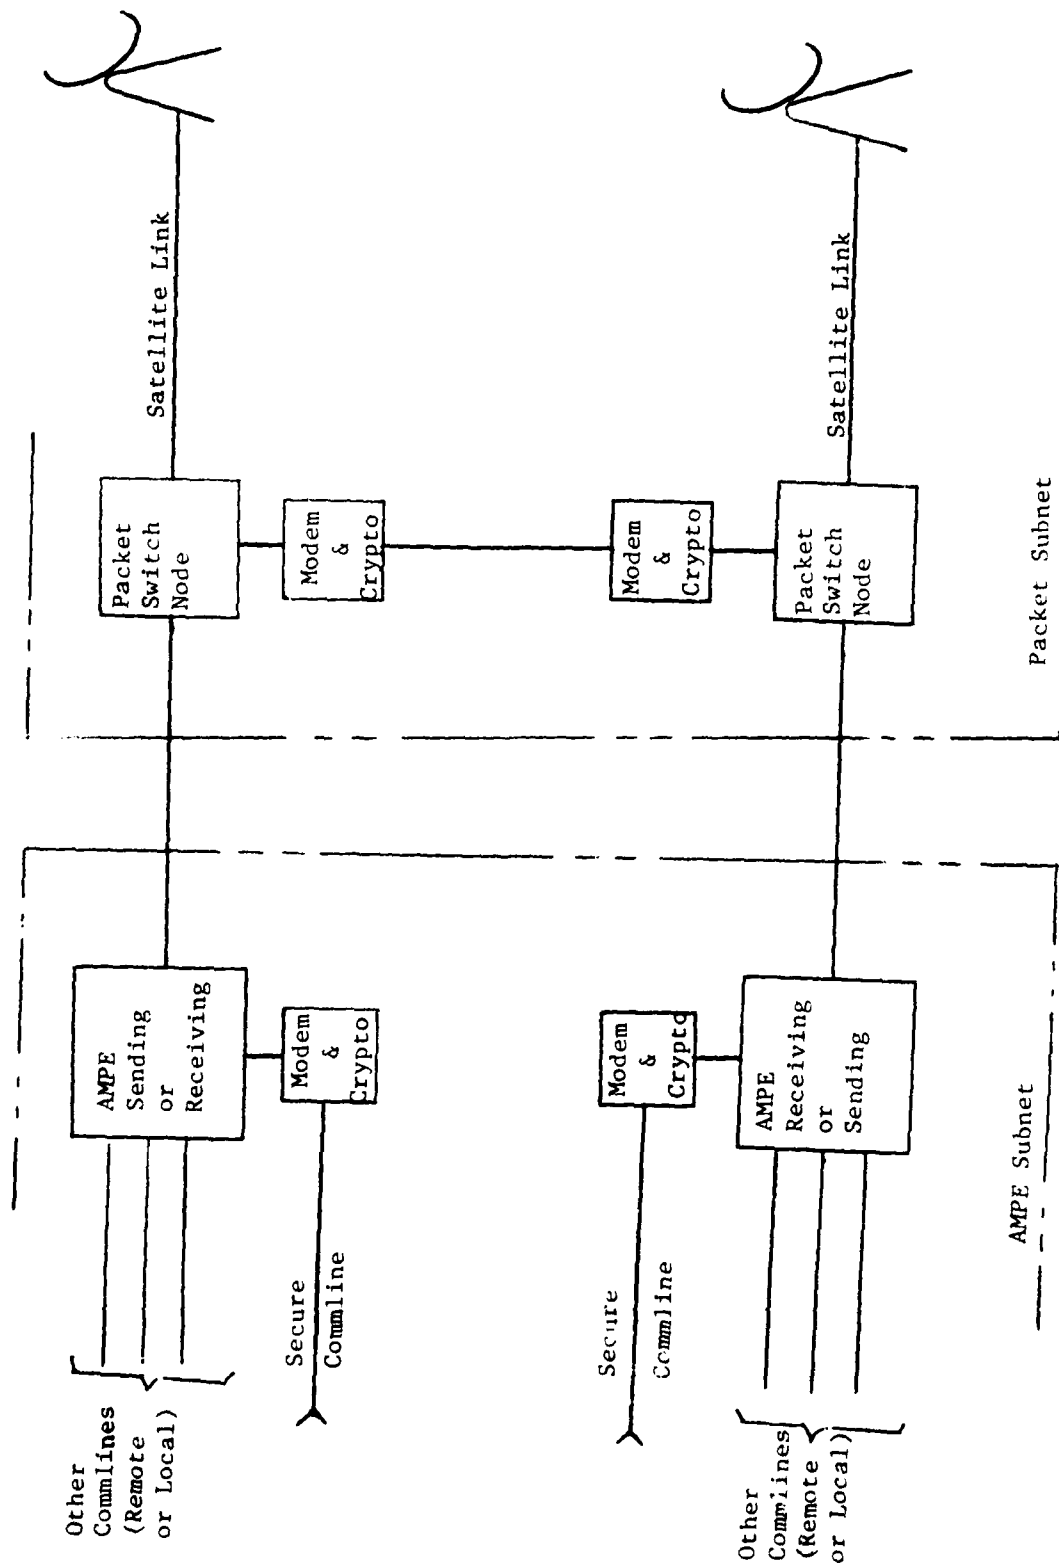 Other
Commlines
(Remote
or Local)
Secure
Commline
AMPE
Sending
or
Receiving
Modem
&
Crypto
Packet
Switch
Node
Modem
&
Crypto
Satellite Link
Other
Commlines
(Remote
or Local)
Secure
Commline
Modem
&
Crypto
AMPE
Receiving
or
Sending
Modem
&
Crypto
Packet
Switch
Node
Satellite Link
AMPE Subnet
Packet Subnet